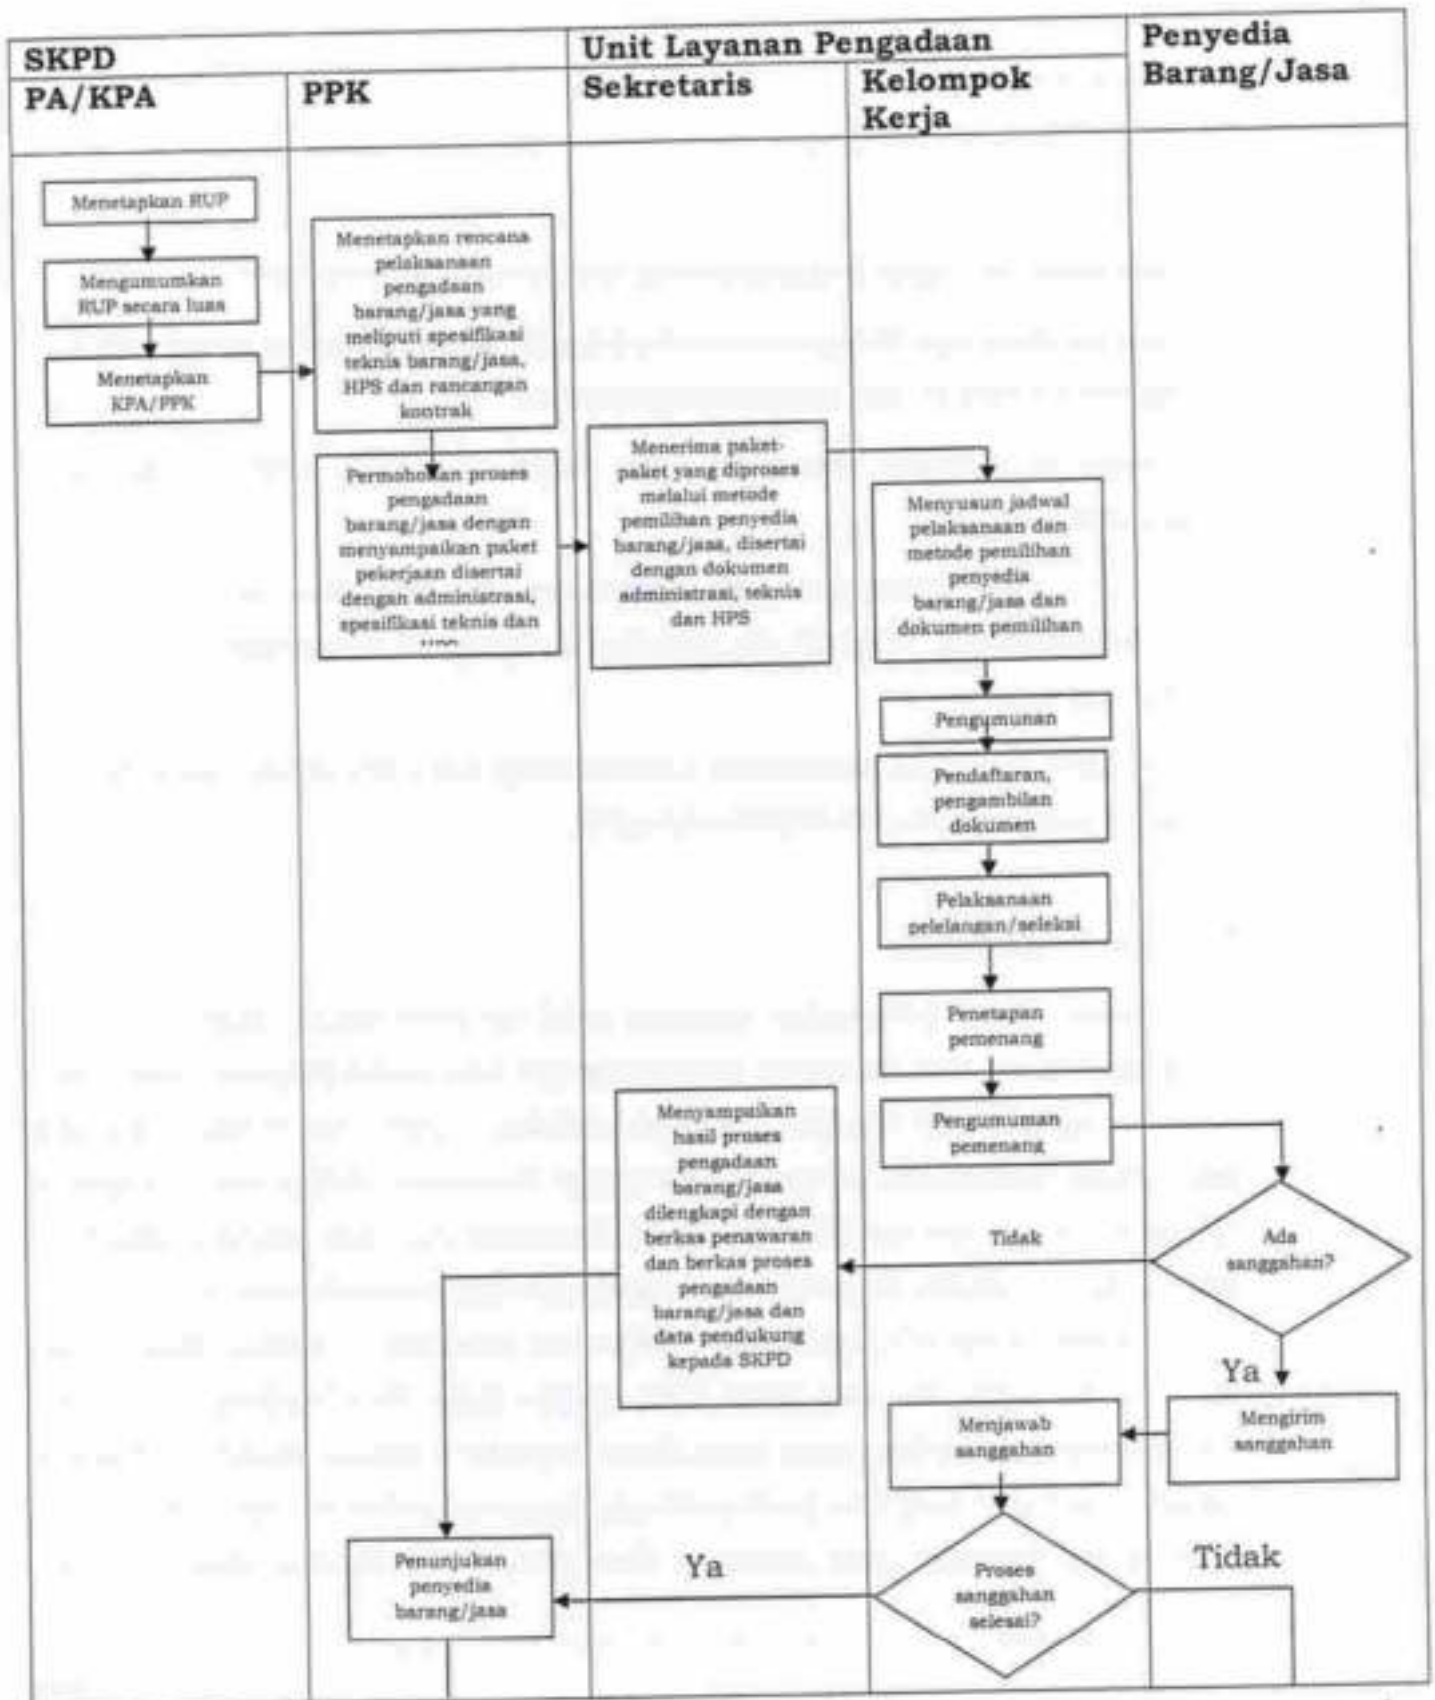 SKPD
Unit Layanan Pengadaan
Penyedia
Barang/Jasa
PA/KPA
PPK
Sekretaris
Kelompok
Kerja
Menetapkan RUP
Mengumumkan
RUP secara luas
Menetapkan
KPA/PPK
Menetapkan rencana
pelaksanaan
pengadaan
barang/jasa yang
meliputi spesifikasi
teknis barang/jasa,
HPS dan rancangan
kontrak
Permohonan proses
pengadaan
barang/jasa dengan
menyampaikan paket
pekerjaan disertai
dengan administrasi,
spesifikasi teknis dan
Menerima paket-
paket yang diproses
melalui metode
pemilihan penyedia
barang/jasa, disertai
dengan dokumen
administrasi, teknis
dan HPS
Menyusun jadwal
pelaksanaan dan
metode pemilihan
penyedia
barang/jasa dan
dokumen pemilihan
Pengumunan
Pendaftaran,
pengambilan
dokumen
Pelaksanaan
pelelangan/seleksi
Penetapan
pemenang
Pengumuman
pemenang
Ada
sanggahan?
Tidak
Menyampaikan
hasil proses
pengadaan
barang/jasa
dilengkapi dengan
berkas penawaran
dan berkas proses
pengadaan
barang/jasa dan
data pendukung
kepada SKPD
Ya
Mengirim
sanggahan
Menjawab
sanggahan
Proses
sanggahan
selesai?
Ya
Tidak
Penunjukan
penyedia
barang/jasa